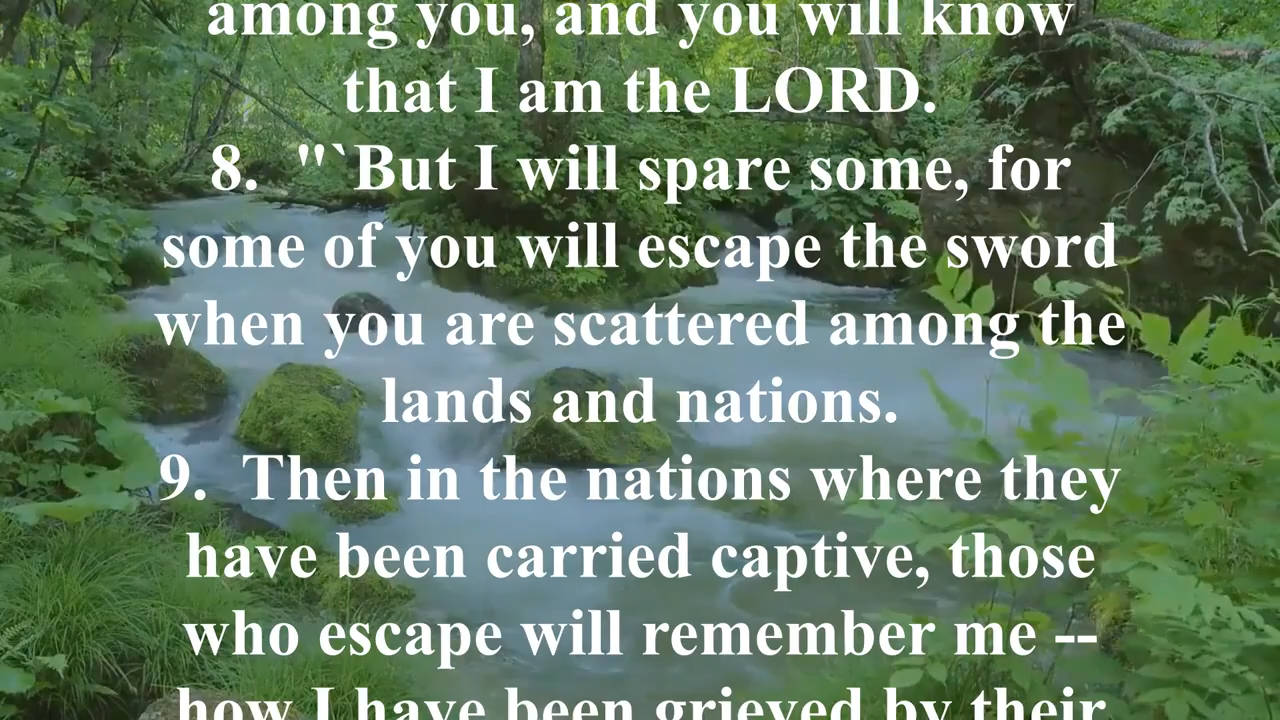 among you, and you will know
that I am the LORD.
8. "`But I will spare some, for
some of you will escape the sword
when you are scattered among the
lands and nations.
9. Then in the nations where they
have been carried captive, those
who escape will remember me --
how I have been grieved by their